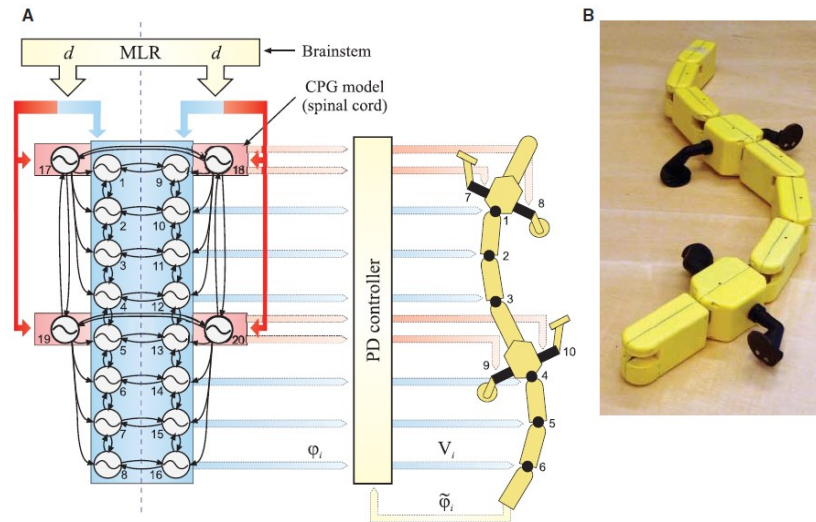 A
B
d
MLR
d
Brainstem
CPG model
(spinal cord)
17
18
1
9
2
10
3
11
4
12
19
20
5
13
6
14
7
15
8
16
PD controller
φi
Vi
φ̃i
7
8
1
2
3
9
10
4
5
6